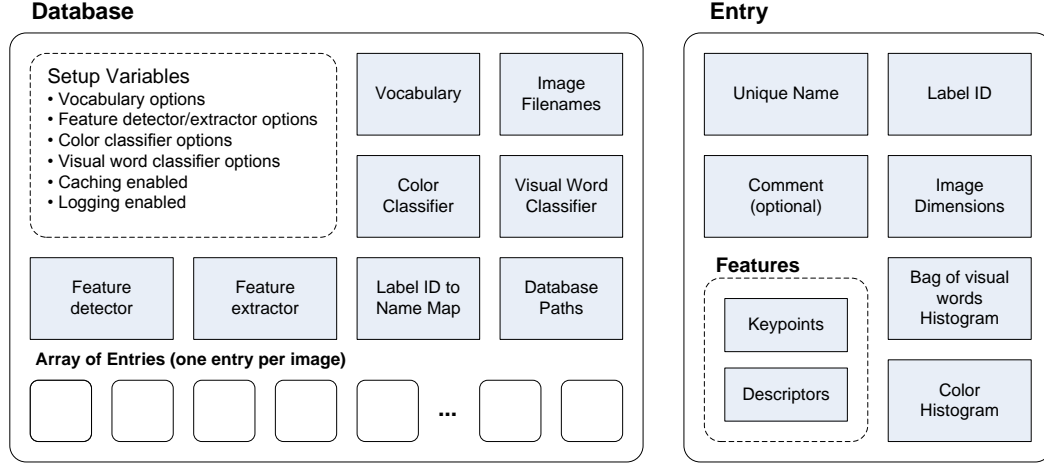 Database
Setup Variables
• Vocabulary options
• Feature detector/extractor options
• Color classifier options
• Visual word classifier options
• Caching enabled
• Logging enabled
Vocabulary
Image
Filenames
Color
Classifier
Visual Word
Classifier
Feature
detector
Feature
extractor
Label ID to
Name Map
Database
Paths
Array of Entries (one entry per image)
...
Entry
Unique Name
Label ID
Comment
(optional)
Image
Dimensions
Features
Keypoints
Descriptors
Bag of visual
words
Histogram
Color
Histogram